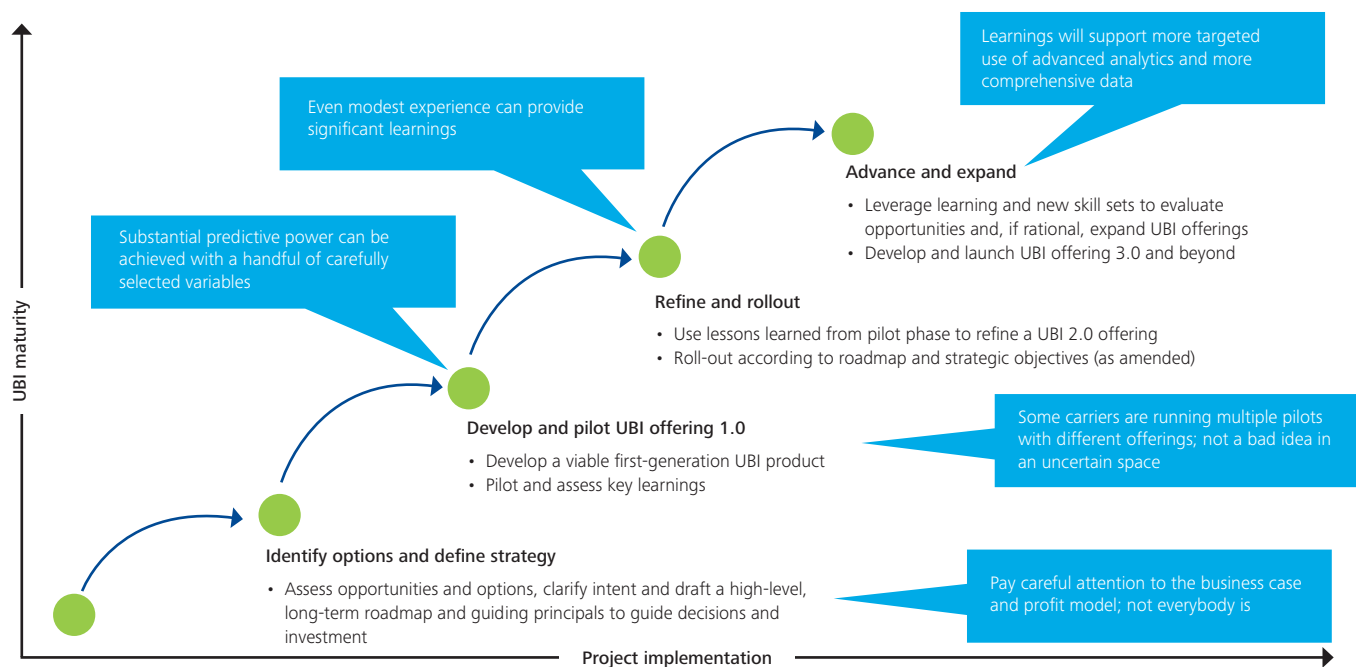 Learnings will support more targeted
use of advanced analytics and more
comprehensive data
Even modest experience can provide
significant learnings
Advance and expand
• Leverage learning and new skill sets to evaluate
opportunities and, if rational, expand UBI offerings
• Develop and launch UBI offering 3.0 and beyond
Substantial predictive power can be
achieved with a handful of carefully
selected variables
Refine and rollout
• Use lessons learned from pilot phase to refine a UBI 2.0 offering
• Roll-out according to roadmap and strategic objectives (as amended)
UBI maturity
Develop and pilot UBI offering 1.0
• Develop a viable first-generation UBI product
• Pilot and assess key learnings
Some carriers are running multiple pilots
with different offerings; not a bad idea in
an uncertain space
Identify options and define strategy
• Assess opportunities and options, clarify intent and draft a high-level,
long-term roadmap and guiding principals to guide decisions and
investment
Pay careful attention to the business case
and profit model; not everybody is
Project implementation